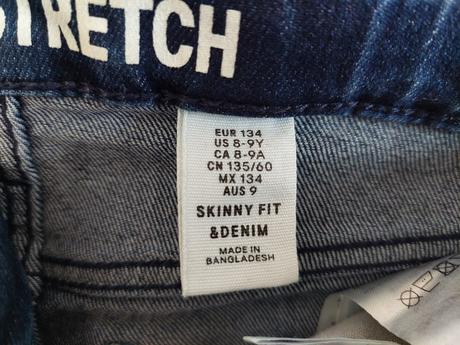 STRETCH
EUR 134
US 8-9Y
CA 8-9A
CN 135/60
MX 134
AUS 9
SKINNY FIT
&DENIM
MADE IN
BANGLADESH